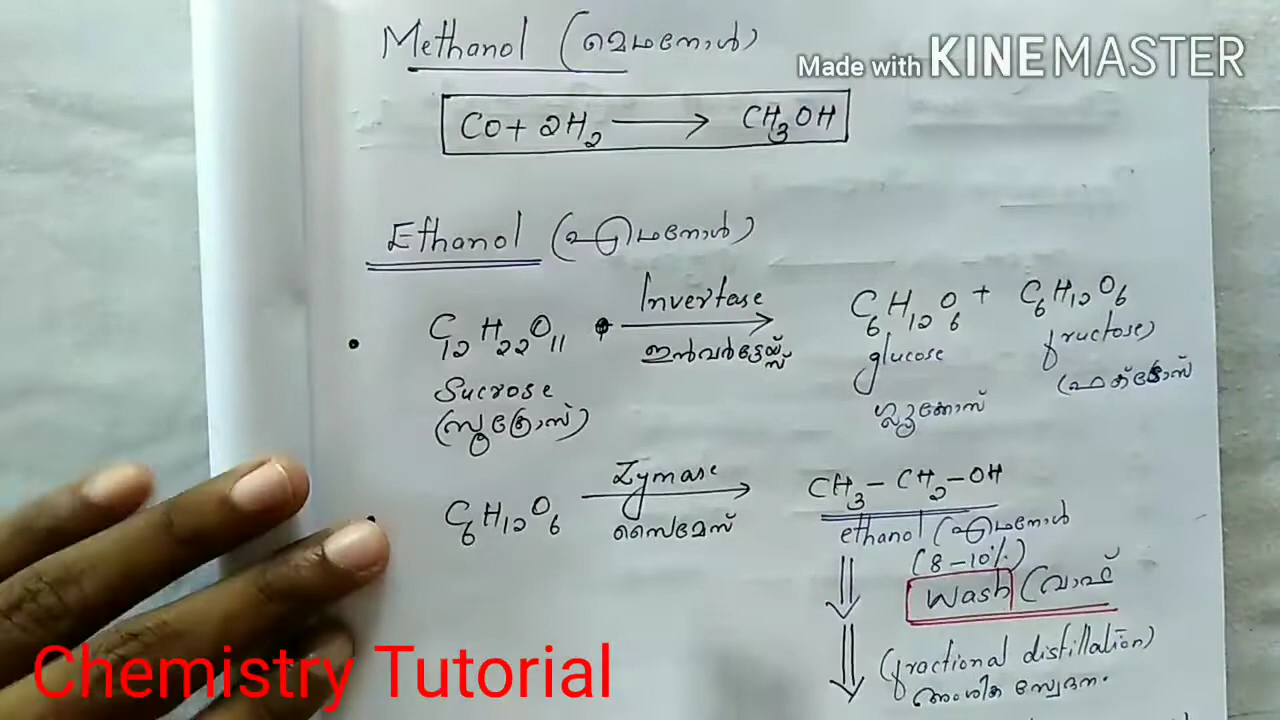 Methanol (മെഥനോൾ)
Made with KINEMASTER
CO + 2H₂ ⟶ CH₃OH
Ethanol (എഥനോൾ)
Invertase
C₁₂H₂₂O₁₁ ⟶ C₆H₁₂O₆ + C₆H₁₂O₆
ഇൻവർട്ടേയ്സ്
glucose fructose)
Sucrose
(സുക്രോസ്)
ഗ്ലൂക്കോസ്
Zymase
C₆H₁₂O₆ ⟶ CH₃–CH₂–OH
സൈമേസ്
ethanol (എഥനോൾ
(8–10%)
Wash (വാഷ്
(fractional distillation)
അംശിക സ്വേദനം
Chemistry Tutorial